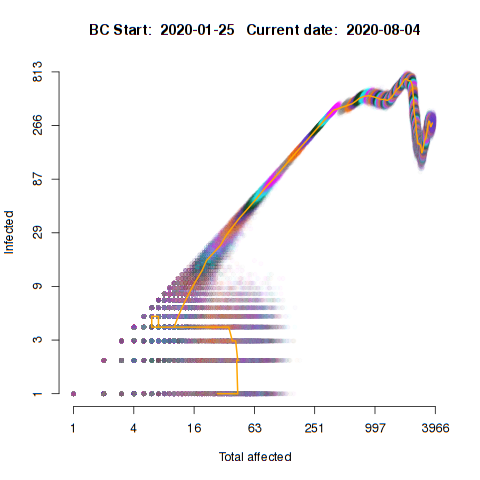 BC Start: 2020-01-25 Current date: 2020-08-04
813
266
87
29
9
3
1
Infected
1 4 16 63 251 997 3966
Total affected